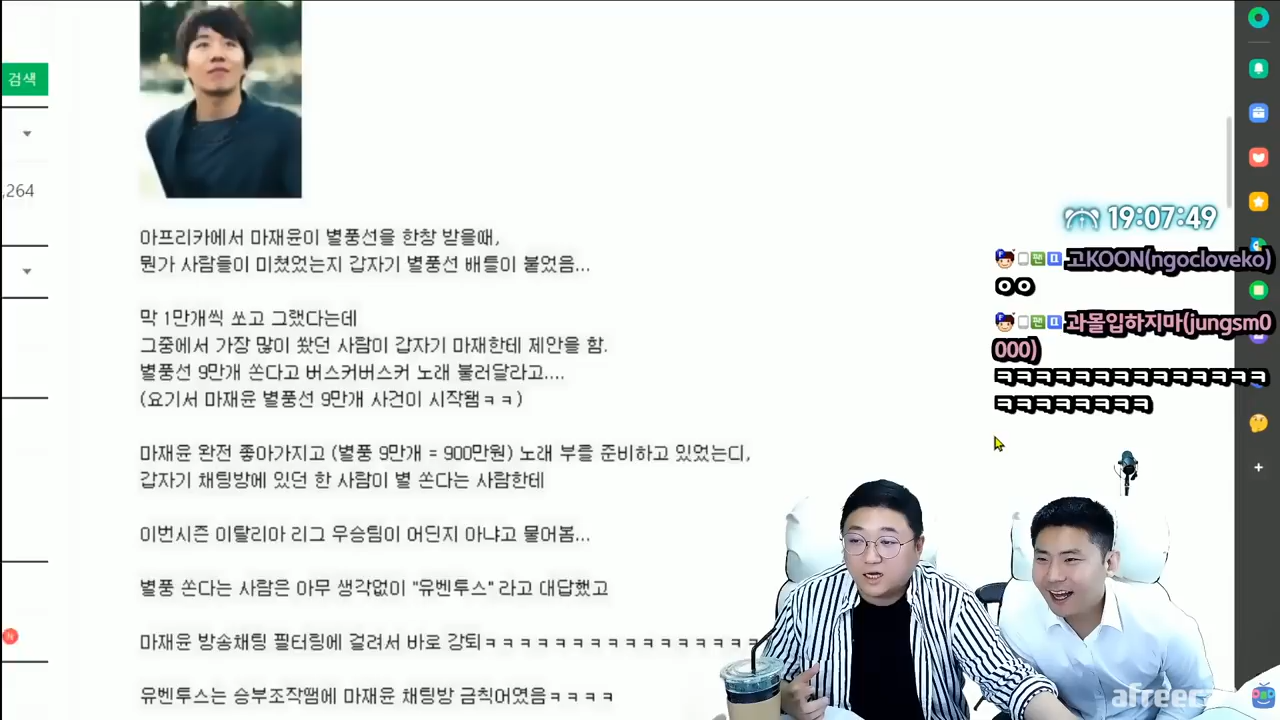 검색
,264
아프리카에서 마재윤이 별풍선을 한창 받을때,
뭔가 사람들이 미쳤었는지 갑자기 별풍선 배틀이 붙었음...
막 1만개씩 쏘고 그랬다는데
그중에서 가장 많이 쐈던 사람이 갑자기 마재한테 제안을 함.
별풍선 9만개 쏜다고 버스커버스커 노래 불러달라고....
(요기서 마재윤 별풍선 9만개 사건이 시작됌ㅋㅋ)
마재윤 완전 좋아가지고 (별풍 9만개 = 900만원) 노래 부를 준비하고 있었는디,
갑자기 채팅방에 있던 한 사람이 별 쏜다는 사람한테
이번시즌 이탈리아 리그 우승팀이 어딘지 아냐고 물어봄...
별풍 쏜다는 사람은 아무 생각없이 "유벤투스" 라고 대답했고
마재윤 방송채팅 필터링에 걸려서 바로 강퇴ㅋㅋㅋㅋㅋㅋㅋㅋㅋㅋㅋㅋㅋㅋㅋㅋ
유벤투스는 승부조작땜에 마재윤 채팅방 금칙어였음ㅋㅋㅋㅋ
19:07:49
팬 고KOON(ngocloveko)
ㅇㅇ
팬 과몰입하지마(jungsm0
000)
ㅋㅋㅋㅋㅋㅋㅋㅋㅋㅋㅋㅋㅋㅋ
ㅋㅋㅋㅋㅋㅋㅋㅋ
N